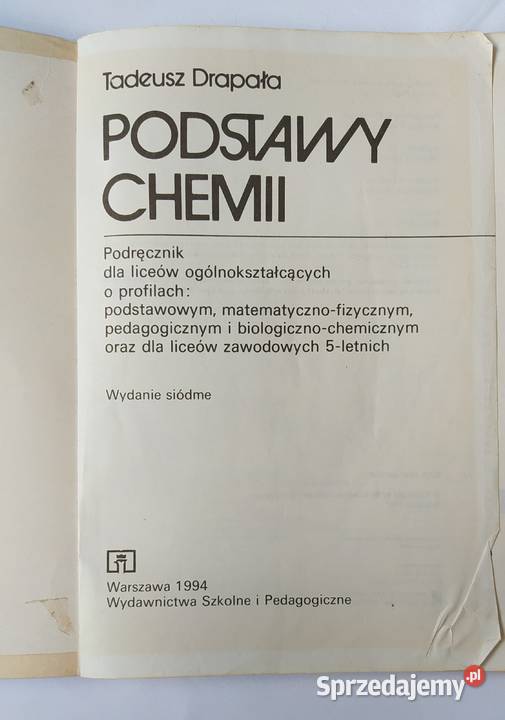 Tadeusz Drapała
PODSTAWY
CHEMII
Podręcznik
dla liceów ogólnokształcących
o profilach:
podstawowym, matematyczno-fizycznym,
pedagogicznym i biologiczno-chemicznym
oraz dla liceów zawodowych 5-letnich
Wydanie siódme
Warszawa 1994
Wydawnictwa Szkolne i Pedagogiczne
Sprzedajemy.pl